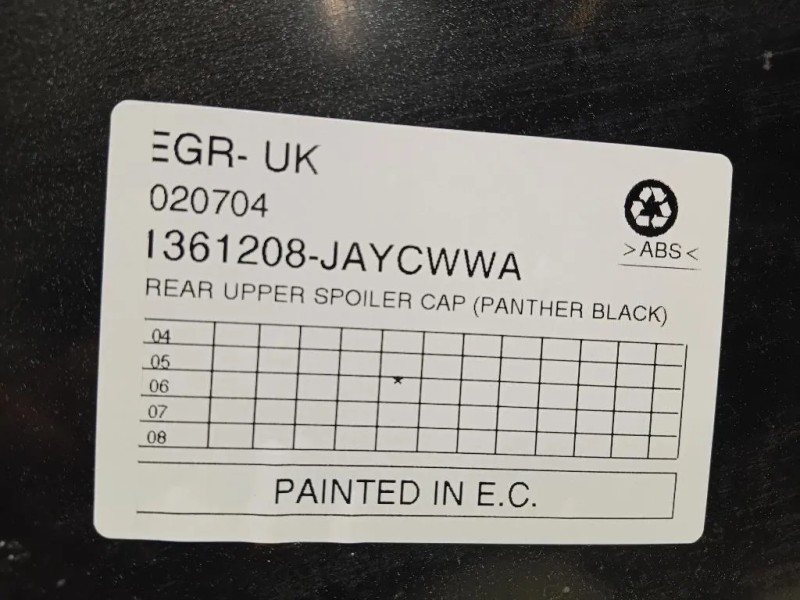 EGR- UK
020704
1361208-JAYCWWA
>ABS<
REAR UPPER SPOILER CAP (PANTHER BLACK)
04
05
06 *
07
08
PAINTED IN E.C.